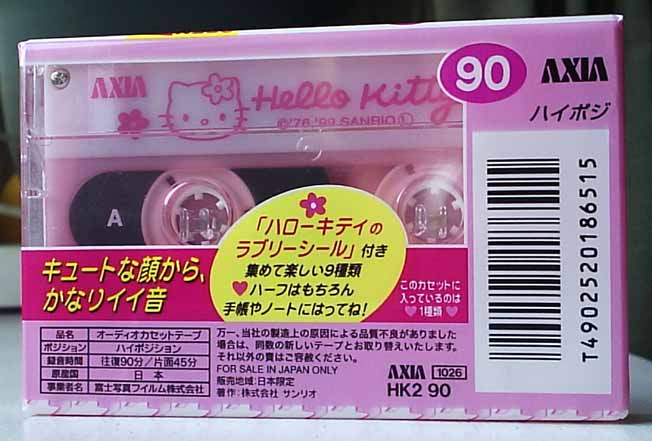 AXIA
Hello Kitty
©'76,'99 SANRIO ①
A
90
AXIA
ハイポジ
T4902520186515
「ハローキティの
ラブリーシール」付き
集めて楽しい9種類
♥ハーフはもちろん
手帳やノートにはってね!
キュートな顔から、
かなりイイ音
このカセットに
入っているのは
♥1種類♥
品名 オーディオカセットテープ
ポジション ハイポジション
録音時間 往復90分/片面45分
原産国 日本
事業者名 富士写真フイルム株式会社
万一、当社の製造上の原因による品質不良がありました
場合は、同数の新しいテープとお取り替えいたします。
それ以外の責はご容赦ください。
FOR SALE IN JAPAN ONLY
販売地域:日本限定
著作:株式会社 サンリオ
AXIA 1026
HK2 90